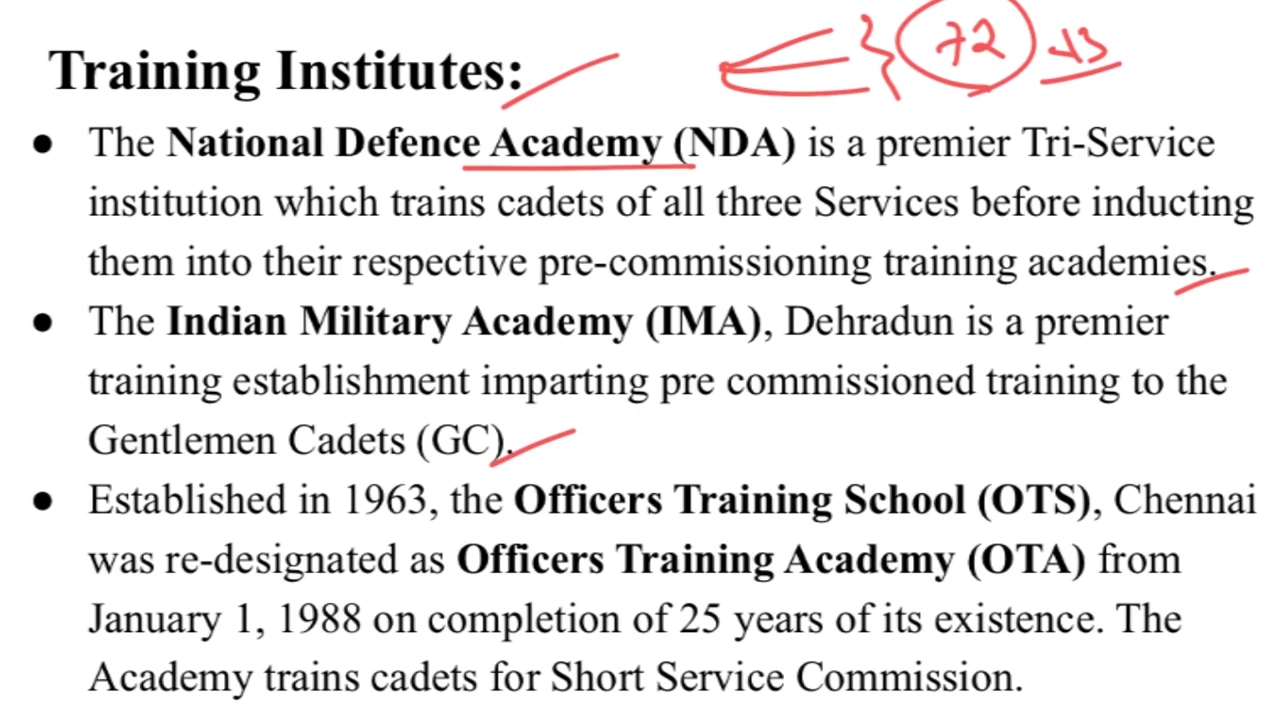 72
Training Institutes:
● The National Defence Academy (NDA) is a premier Tri-Service
institution which trains cadets of all three Services before inducting
them into their respective pre-commissioning training academies.
● The Indian Military Academy (IMA), Dehradun is a premier
training establishment imparting pre commissioned training to the
Gentlemen Cadets (GC).
● Established in 1963, the Officers Training School (OTS), Chennai
was re-designated as Officers Training Academy (OTA) from
January 1, 1988 on completion of 25 years of its existence. The
Academy trains cadets for Short Service Commission.